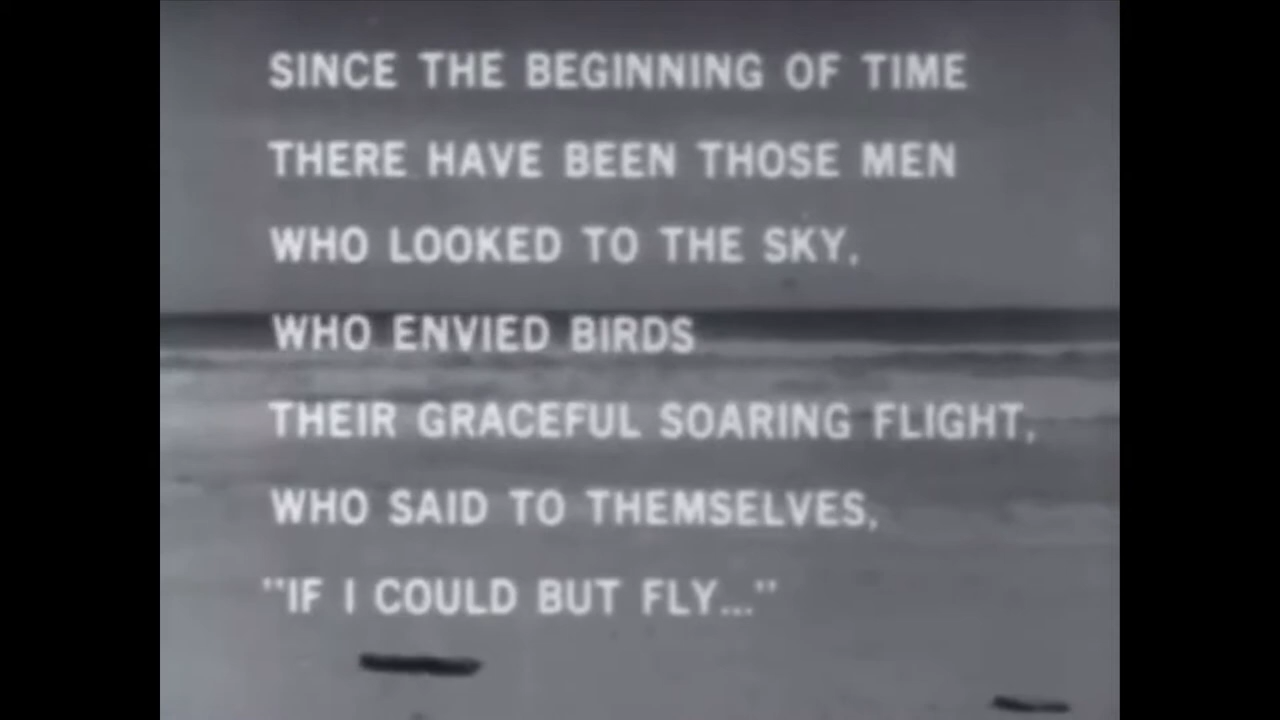 SINCE THE BEGINNING OF TIME
THERE HAVE BEEN THOSE MEN
WHO LOOKED TO THE SKY,
WHO ENVIED BIRDS
THEIR GRACEFUL SOARING FLIGHT,
WHO SAID TO THEMSELVES,
"IF I COULD BUT FLY..."